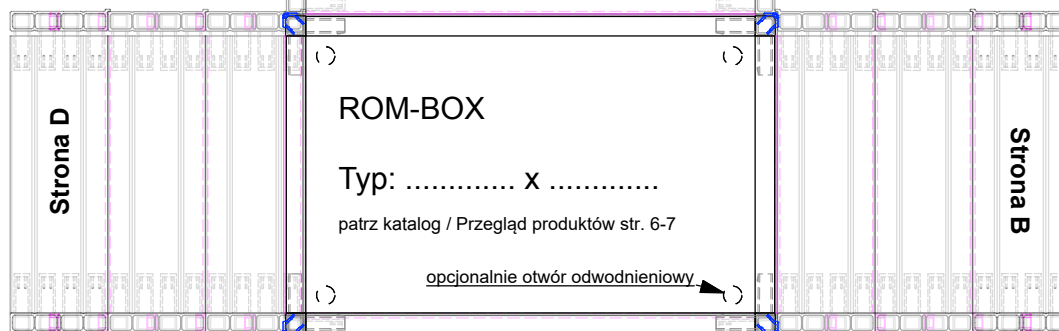 Strona D
ROM-BOX
Typ: ............. x .............
patrz katalog / Przegląd produktów str. 6-7
opcjonalnie otwór odwodnieniowy
Strona B